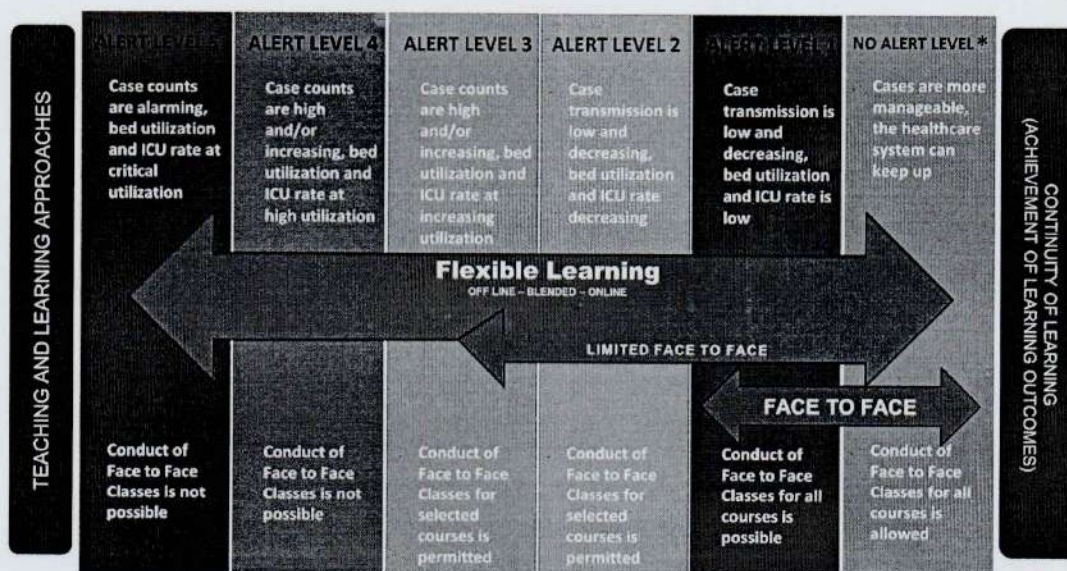 TEACHING AND LEARNING APPROACHES
ALERT LEVEL 5
Case counts
are alarming,
bed utilization
and ICU rate at
critical
utilization
Conduct of
Face to Face
Classes is not
possible
ALERT LEVEL 4
Case counts
are high
and/or
increasing, bed
utilization and
ICU rate at
high utilization
Conduct of
Face to Face
Classes is not
possible
ALERT LEVEL 3
Case counts
are high
and/or
increasing, bed
utilization and
ICU rate at
increasing
utilization
Conduct of
Face to Face
Classes for
selected
courses is
permitted
ALERT LEVEL 2
Case
transmission is
low and
decreasing,
bed utilization
and ICU rate
decreasing
Conduct of
Face to Face
Classes for
selected
courses is
permitted
ALERT LEVEL 1
Case
transmission is
low and
decreasing,
bed utilization
and ICU rate is
low
Conduct of
Face to Face
Classes for all
courses is
possible
NO ALERT LEVEL *
Cases are more
manageable,
the healthcare
system can
keep up
Conduct of
Face to Face
Classes for all
courses is
allowed
Flexible Learning
OFF LINE – BLENDED – ONLINE
LIMITED FACE TO FACE
FACE TO FACE
CONTINUITY OF LEARNING
(ACHIEVEMENT OF LEARNING OUTCOMES)